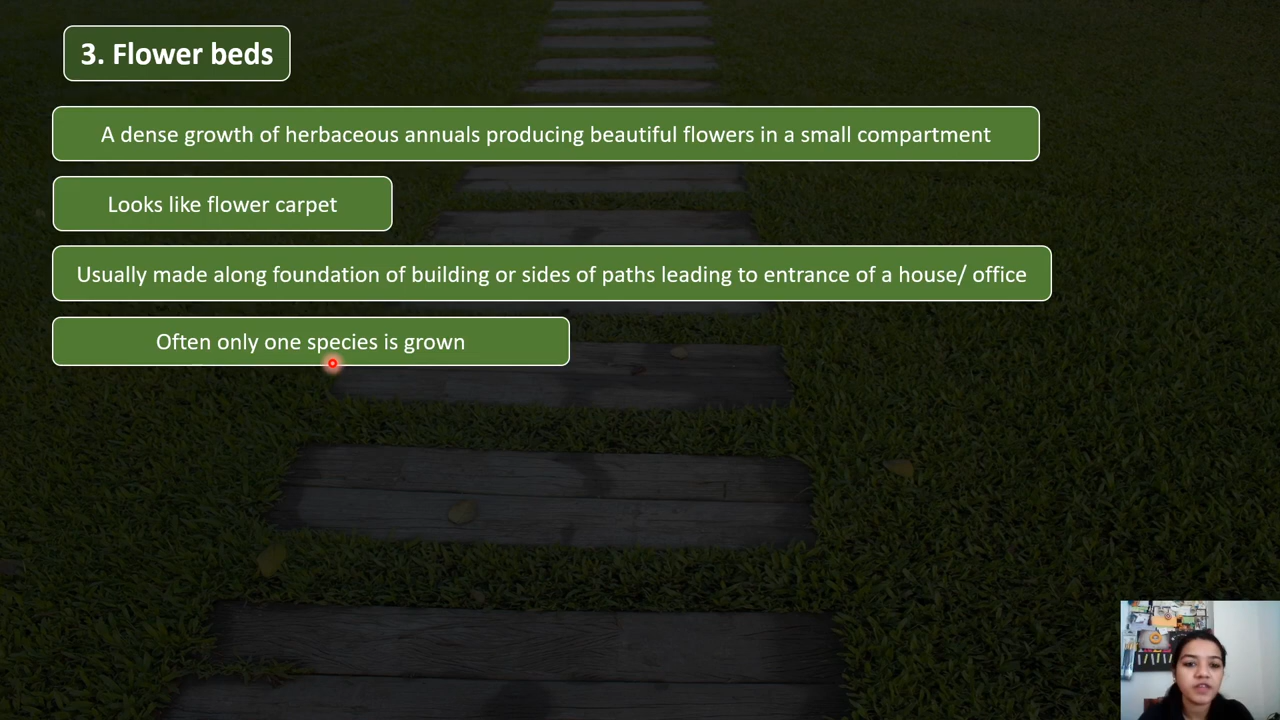 3. Flower beds
A dense growth of herbaceous annuals producing beautiful flowers in a small compartment
Looks like flower carpet
Usually made along foundation of building or sides of paths leading to entrance of a house/ office
Often only one species is grown